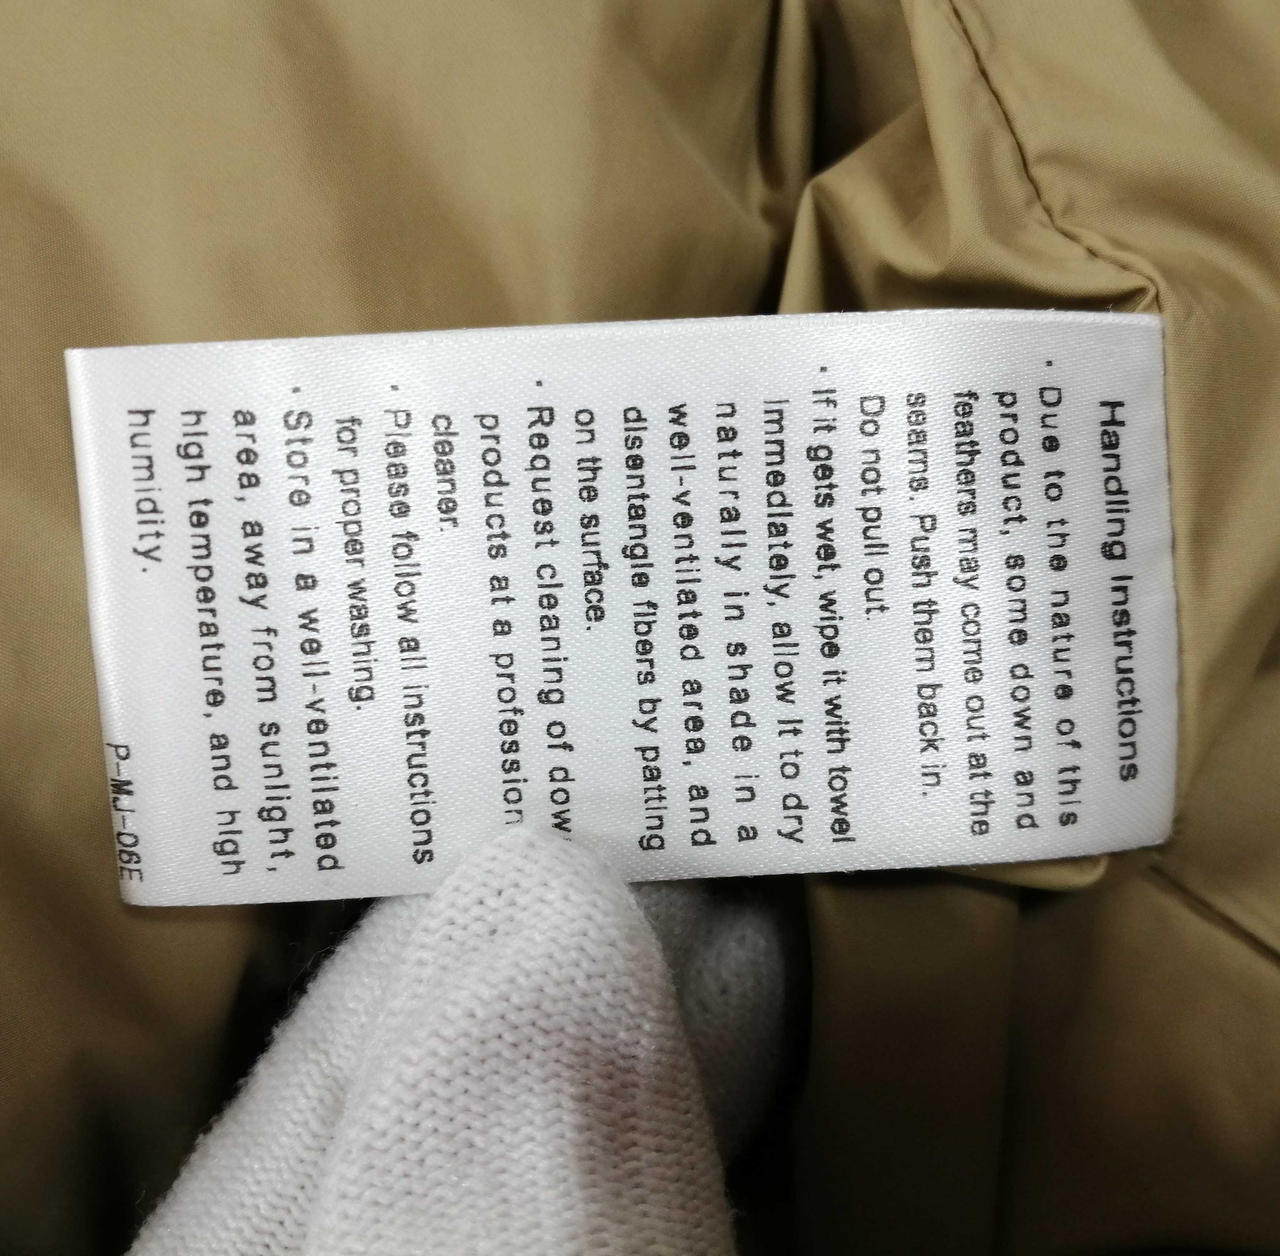 Handling Instructions
· Due to the nature of this
product, some down and
feathers may come out at the
seams. Push them back in.
Do not pull out.
· If it gets wet, wipe it with towel
immediately, allow it to dry
naturally in shade in a
well-ventilated area, and
disentangle fibers by patting
on the surface.
· Request cleaning of dow
products at a profession
cleaner.
· Please follow all instructions
for proper washing.
· Store in a well-ventilated
area, away from sunlight,
high temperature, and high
humidity.
P-MJ-06E